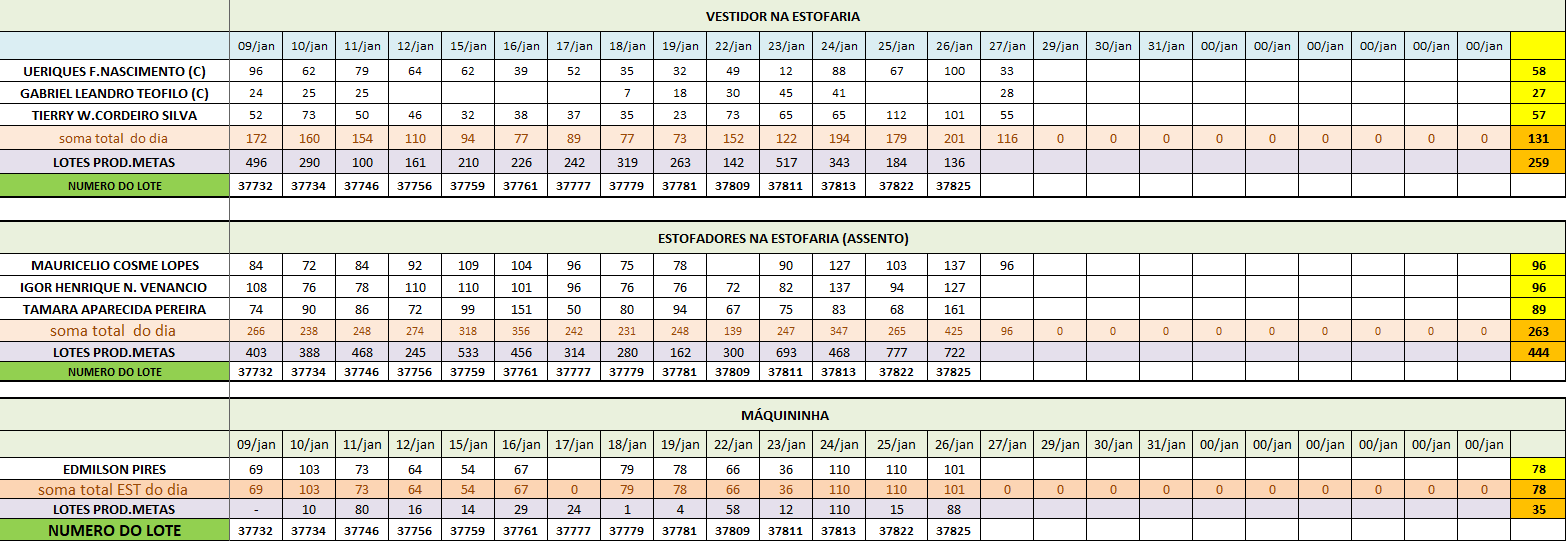 VESTIDOR NA ESTOFARIA
09/jan 10/jan 11/jan 12/jan 15/jan 16/jan 17/jan 18/jan 19/jan 22/jan 23/jan 24/jan 25/jan 26/jan 27/jan 29/jan 30/jan 31/jan 00/jan 00/jan 00/jan 00/jan 00/jan 00/jan
UERIQUES F.NASCIMENTO (C) 96 62 79 64 62 39 52 35 32 49 12 88 67 100 33 58
GABRIEL LEANDRO TEOFILO (C) 24 25 25 7 18 30 45 41 28 27
TIERRY W.CORDEIRO SILVA 52 73 50 46 32 38 37 35 23 73 65 65 112 101 55 57
soma total do dia 172 160 154 110 94 77 89 77 73 152 122 194 179 201 116 0 0 0 0 0 0 0 0 0 131
LOTES PROD.METAS 496 290 100 161 210 226 242 319 263 142 517 343 184 136 259
NUMERO DO LOTE 37732 37734 37746 37756 37759 37761 37777 37779 37781 37809 37811 37813 37822 37825
ESTOFADORES NA ESTOFARIA (ASSENTO)
MAURICELIO COSME LOPES 84 72 84 92 109 104 96 75 78 90 127 103 137 96 96
IGOR HENRIQUE N. VENANCIO 108 76 78 110 110 101 96 76 76 72 82 137 94 127 96
TAMARA APARECIDA PEREIRA 74 90 86 72 99 151 50 80 94 67 75 83 68 161 89
soma total do dia 266 238 248 274 318 356 242 231 248 139 247 347 265 425 96 0 0 0 0 0 0 0 0 0 263
LOTES PROD.METAS 403 388 468 245 533 456 314 280 162 300 693 468 777 722 444
NUMERO DO LOTE 37732 37734 37746 37756 37759 37761 37777 37779 37781 37809 37811 37813 37822 37825
MÁQUININHA
09/jan 10/jan 11/jan 12/jan 15/jan 16/jan 17/jan 18/jan 19/jan 22/jan 23/jan 24/jan 25/jan 26/jan 27/jan 29/jan 30/jan 31/jan 00/jan 00/jan 00/jan 00/jan 00/jan 00/jan
EDMILSON PIRES 69 103 73 64 54 67 79 78 66 36 110 110 101 78
soma total EST do dia 69 103 73 64 54 67 0 79 78 66 36 110 110 101 0 0 0 0 0 0 0 0 0 0 78
LOTES PROD.METAS - 10 80 16 14 29 24 1 4 58 12 110 15 88 35
NUMERO DO LOTE 37732 37734 37746 37756 37759 37761 37777 37779 37781 37809 37811 37813 37822 37825